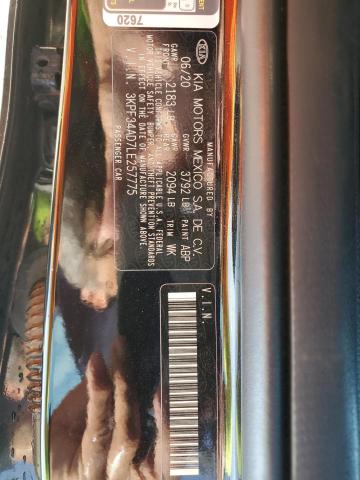 7620
KIA
MANUFACTURED BY
KIA MOTORS MEXICO, S.A. DE C.V.
06/20 GVWR 3792 LB PAINT ABP
GAWR FRONT 2183 LB GAWR REAR 2094 LB TRIM WK
THIS VEHICLE CONFORMS TO ALL APPLICABLE U.S.A. FEDERAL
MOTOR VEHICLE SAFETY, BUMPER, AND THEFT PREVENTION STANDARDS
IN EFFECT ON THE DATE OF MANUFACTURE SHOWN ABOVE.
V.I.N. 3KPF34AD7LE257775
PASSENGER CAR
V.I.N.